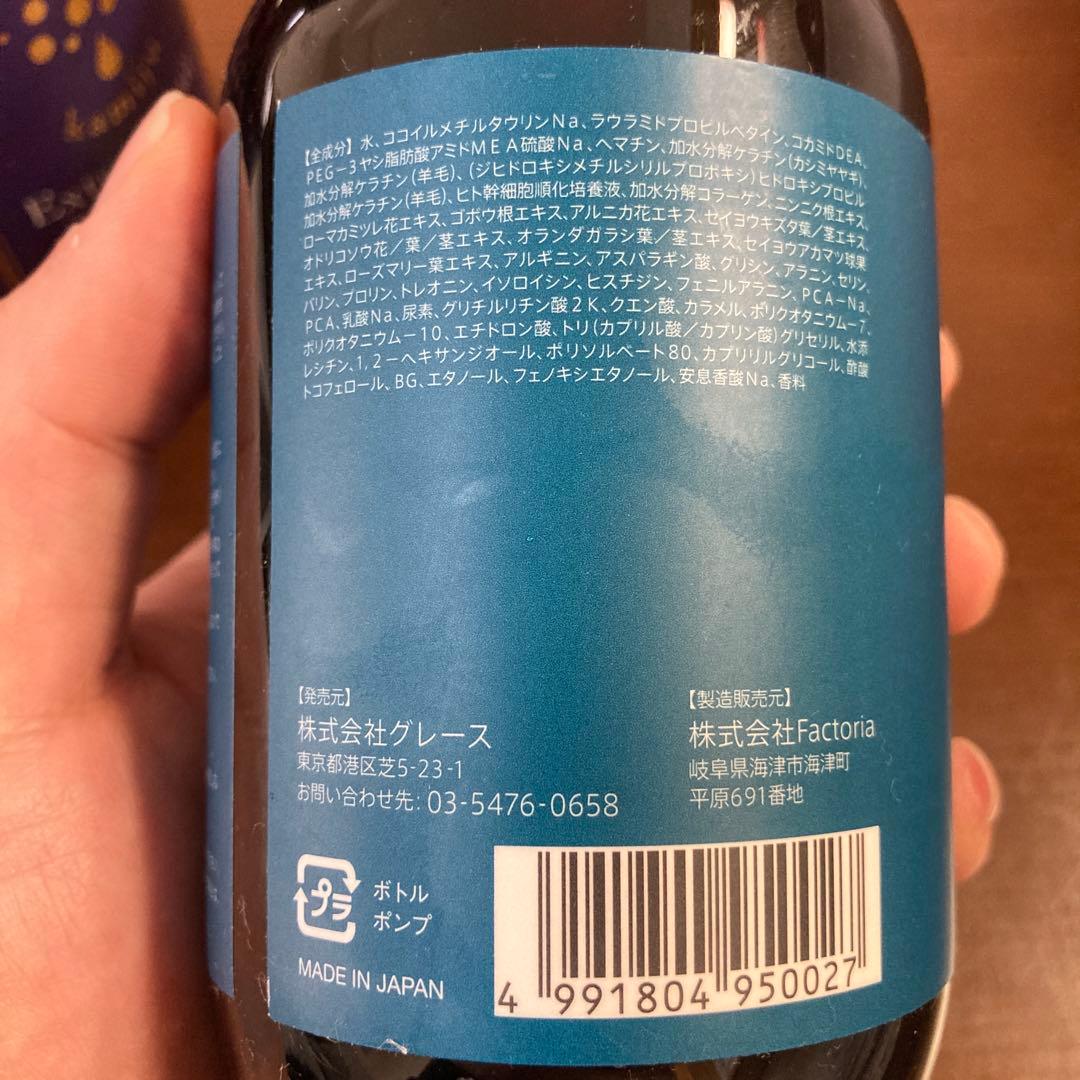 kami
【全成分】水、ココイルメチルタウリンNa、ラウラミドプロピルベタイン、コカミドDEA、
PEG-3ヤシ脂肪酸アミドMEA硫酸Na、ヘマチン、加水分解ケラチン(カシミヤヤギ)、
加水分解ケラチン(羊毛)、(ジヒドロキシメチルシリルプロポキシ)ヒドロキシプロピル
加水分解ケラチン(羊毛)、ヒト幹細胞順化培養液、加水分解コラーゲン、ニンニク根エキス、
ローマカミツレ花エキス、ゴボウ根エキス、アルニカ花エキス、セイヨウキズタ葉/茎エキス、
オドリコソウ花/葉/茎エキス、オランダガラシ葉/茎エキス、セイヨウアカマツ球果
エキス、ローズマリー葉エキス、アルギニン、アスパラギン酸、グリシン、アラニン、セリン、
バリン、プロリン、トレオニン、イソロイシン、ヒスチジン、フェニルアラニン、PCA-Na、
PCA、乳酸Na、尿素、グリチルリチン酸2K、クエン酸、カラメル、ポリクオタニウム-7、
ポリクオタニウム-10、エチドロン酸、トリ(カプリル酸/カプリン酸)グリセリル、水添
レシチン、1,2-ヘキサンジオール、ポリソルベート80、カプリリルグリコール、酢酸
トコフェロール、BG、エタノール、フェノキシエタノール、安息香酸Na、香料
【発売元】
株式会社グレース
東京都港区芝5-23-1
お問い合わせ先: 03-5476-0658
【製造販売元】
株式会社Factoria
岐阜県海津市海津町
平原691番地
プラ
ボトル
ポンプ
MADE IN JAPAN
4 991804 950027